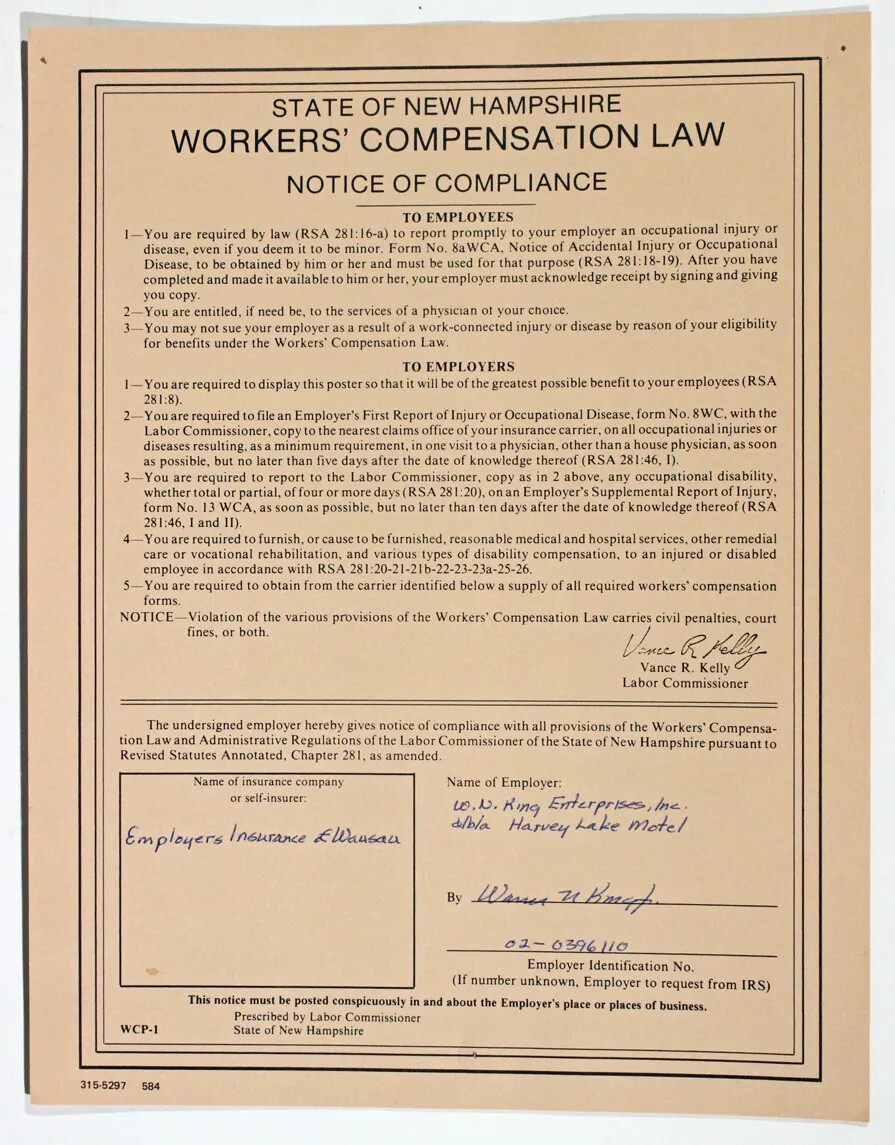 STATE OF NEW HAMPSHIRE
WORKERS' COMPENSATION LAW
NOTICE OF COMPLIANCE
TO EMPLOYEES
1—You are required by law (RSA 281:16-a) to report promptly to your employer an occupational injury or
disease, even if you deem it to be minor. Form No. 8aWCA, Notice of Accidental Injury or Occupational
Disease, to be obtained by him or her and must be used for that purpose (RSA 281:18-19). After you have
completed and made it available to him or her, your employer must acknowledge receipt by signing and giving
you copy.
2—You are entitled, if need be, to the services of a physician of your choice.
3—You may not sue your employer as a result of a work-connected injury or disease by reason of your eligibility
for benefits under the Workers' Compensation Law.
TO EMPLOYERS
1—You are required to display this poster so that it will be of the greatest possible benefit to your employees (RSA
281:8).
2—You are required to file an Employer's First Report of Injury or Occupational Disease, form No. 8WC, with the
Labor Commissioner, copy to the nearest claims office of your insurance carrier, on all occupational injuries or
diseases resulting, as a minimum requirement, in one visit to a physician, other than a house physician, as soon
as possible, but no later than five days after the date of knowledge thereof (RSA 281:46, I).
3—You are required to report to the Labor Commissioner, copy as in 2 above, any occupational disability,
whether total or partial, of four or more days (RSA 281:20), on an Employer's Supplemental Report of Injury,
form No. 13 WCA, as soon as possible, but no later than ten days after the date of knowledge thereof (RSA
281:46, I and II).
4—You are required to furnish, or cause to be furnished, reasonable medical and hospital services, other remedial
care or vocational rehabilitation, and various types of disability compensation, to an injured or disabled
employee in accordance with RSA 281:20-21-21b-22-23-23a-25-26.
5—You are required to obtain from the carrier identified below a supply of all required workers' compensation
forms.
NOTICE—Violation of the various provisions of the Workers' Compensation Law carries civil penalties, court
fines, or both.
Vance R Kelly
Vance R. Kelly
Labor Commissioner
The undersigned employer hereby gives notice of compliance with all provisions of the Workers' Compensa-
tion Law and Administrative Regulations of the Labor Commissioner of the State of New Hampshire pursuant to
Revised Statutes Annotated, Chapter 281, as amended.
Name of insurance company
or self-insurer:
Employers Insurance Wausau
Name of Employer:
W.N. King Enterprises, Inc.
d/b/a Harvey Lake Motel
By
02-0396110
Employer Identification No.
(If number unknown, Employer to request from IRS)
This notice must be posted conspicuously in and about the Employer's place or places of business.
Prescribed by Labor Commissioner
WCP-1 State of New Hampshire
315-5297 584